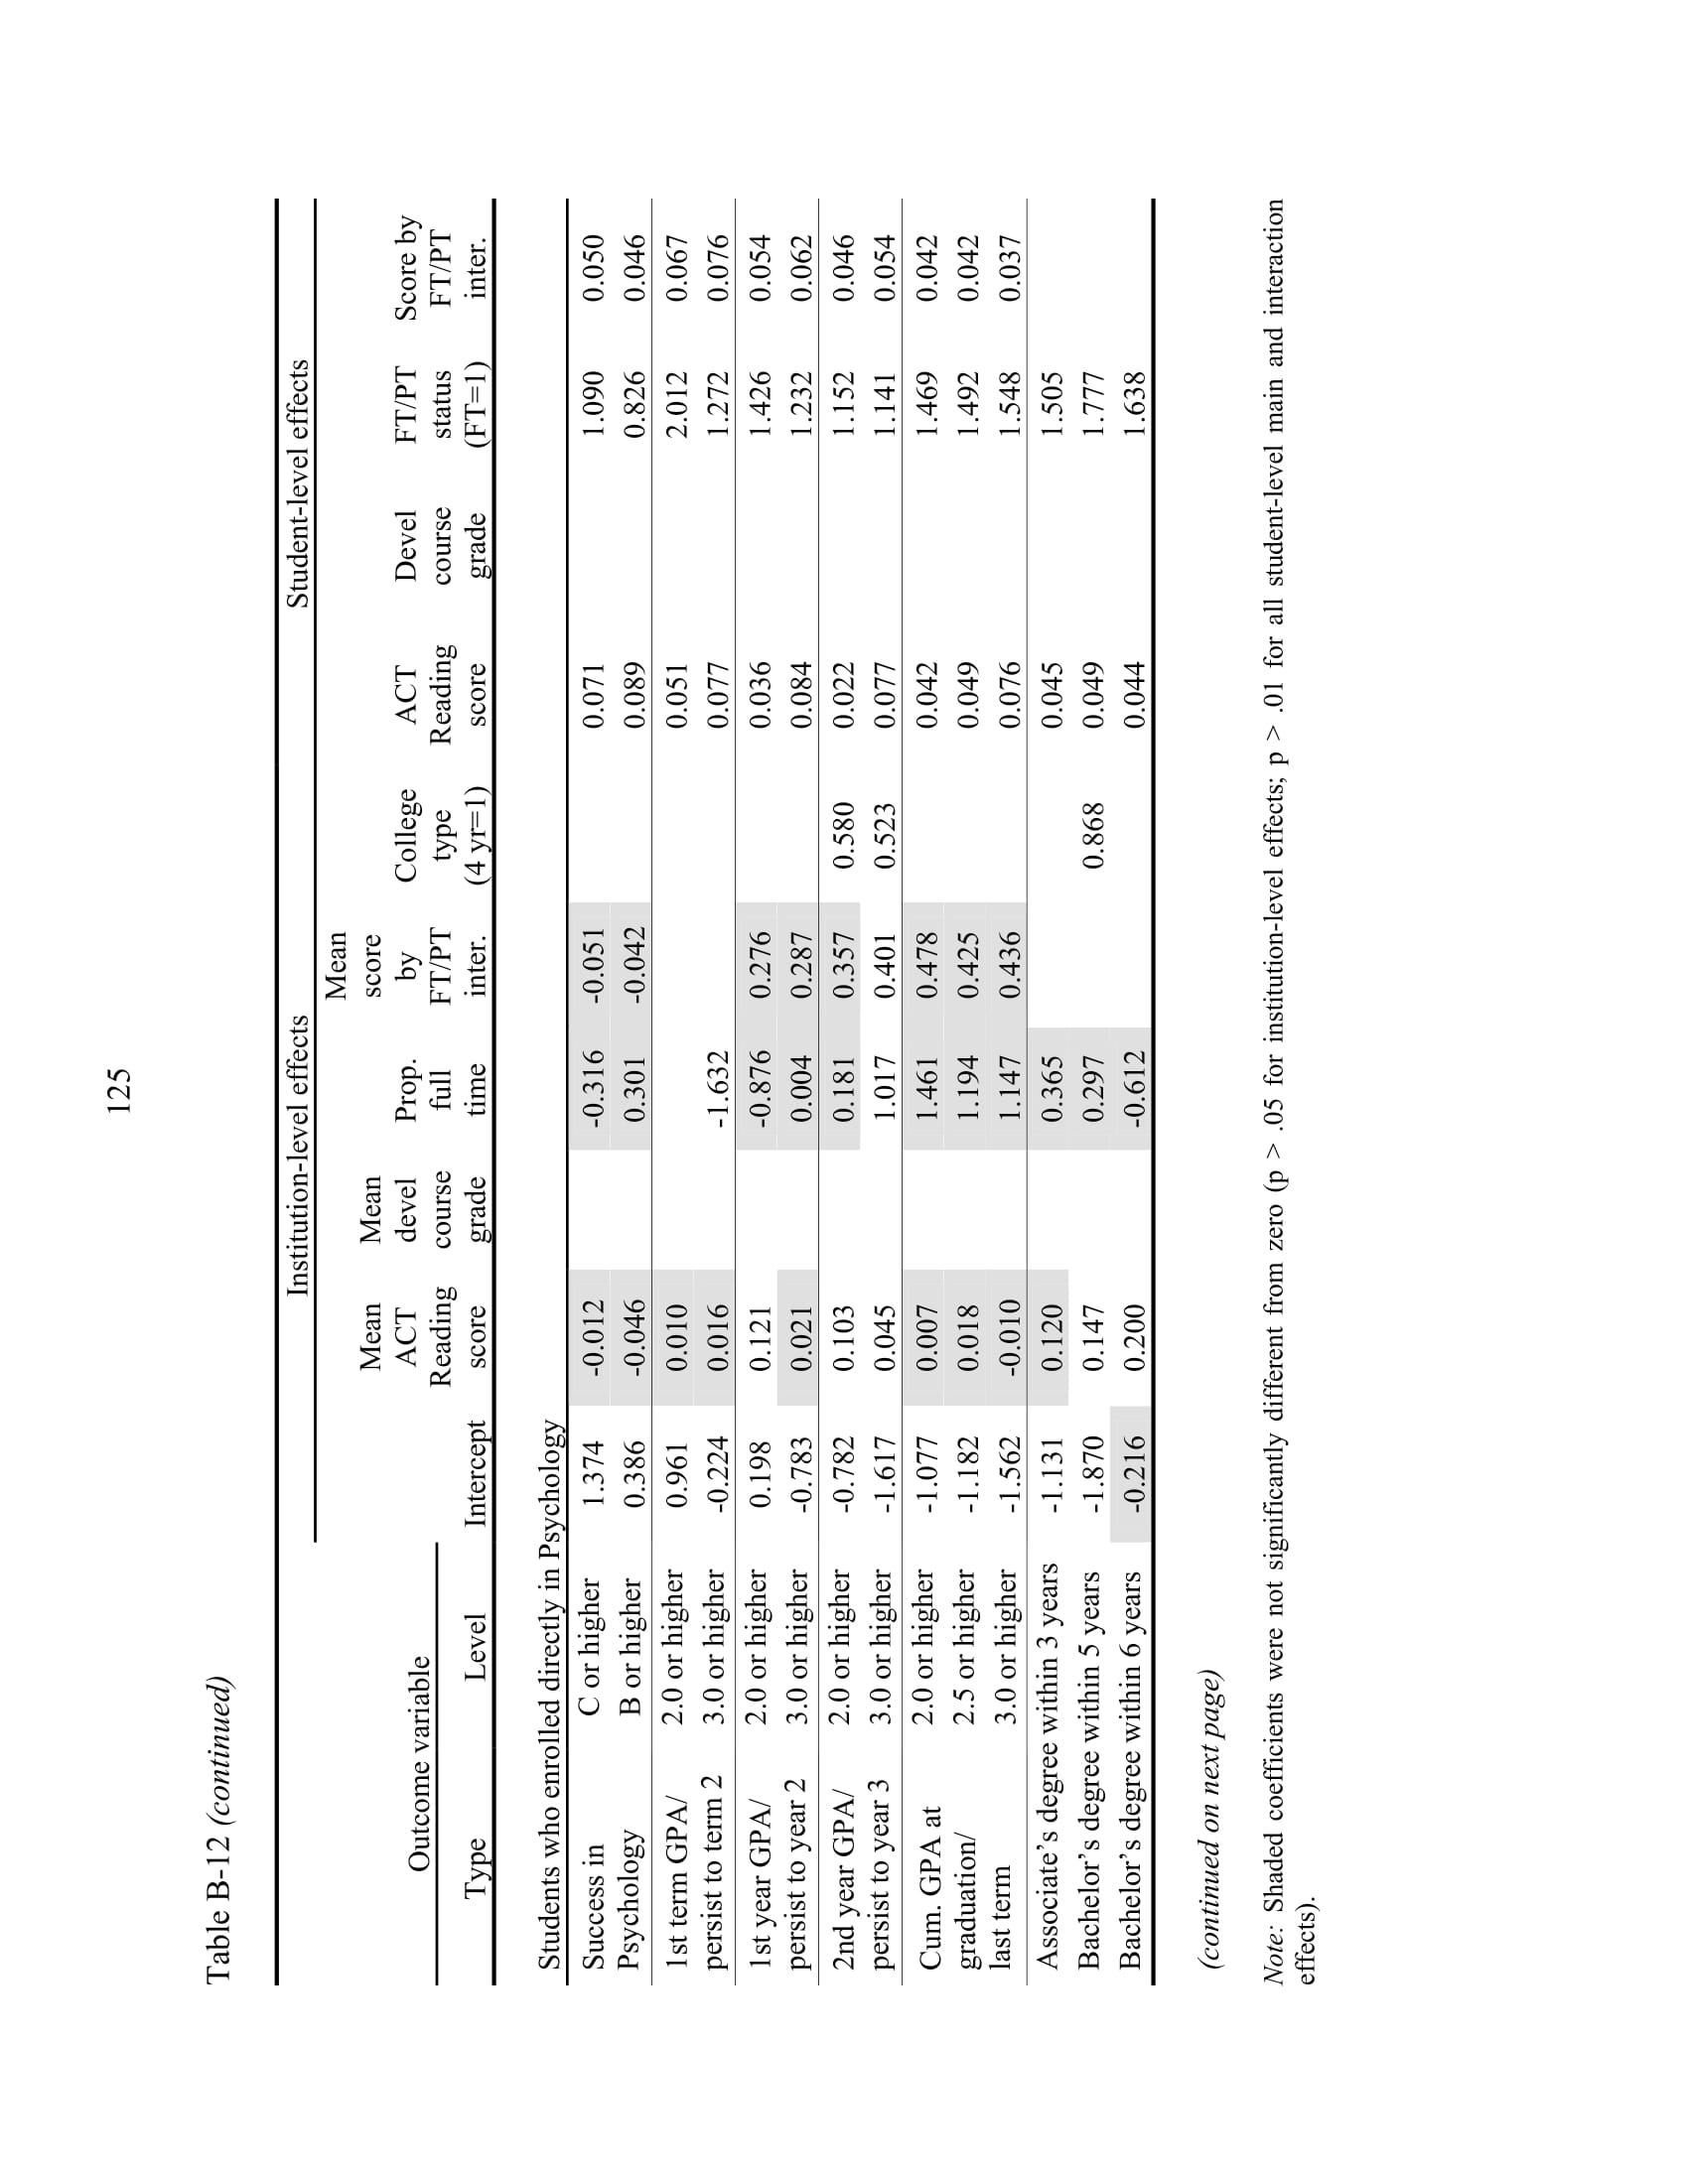 125
Table B-12 (continued)
Institution-level effects Student-level effects
Mean
Mean Mean score
ACT devel Prop. by College ACT Devel FT/PT Score by
Outcome variable Reading course full FT/PT type Reading course status FT/PT
Type Level Intercept score grade time inter. (4 yr=1) score grade (FT=1) inter.
Students who enrolled directly in Psychology
Success in C or higher 1.374 -0.012 -0.316 -0.051 0.071 1.090 0.050
Psychology B or higher 0.386 -0.046 0.301 -0.042 0.089 0.826 0.046
1st term GPA/ 2.0 or higher 0.961 0.010 0.051 2.012 0.067
persist to term 2 3.0 or higher -0.224 0.016 -1.632 0.077 1.272 0.076
1st year GPA/ 2.0 or higher 0.198 0.121 -0.876 0.276 0.036 1.426 0.054
persist to year 2 3.0 or higher -0.783 0.021 0.004 0.287 0.084 1.232 0.062
2nd year GPA/ 2.0 or higher -0.782 0.103 0.181 0.357 0.580 0.022 1.152 0.046
persist to year 3 3.0 or higher -1.617 0.045 1.017 0.401 0.523 0.077 1.141 0.054
Cum. GPA at 2.0 or higher -1.077 0.007 1.461 0.478 0.042 1.469 0.042
graduation/ 2.5 or higher -1.182 0.018 1.194 0.425 0.049 1.492 0.042
last term 3.0 or higher -1.562 -0.010 1.147 0.436 0.076 1.548 0.037
Associate’s degree within 3 years -1.131 0.120 0.365 0.045 1.505
Bachelor’s degree within 5 years -1.870 0.147 0.297 0.868 0.049 1.777
Bachelor’s degree within 6 years -0.216 0.200 -0.612 0.044 1.638
(continued on next page)
Note: Shaded coefficients were not significantly different from zero (p > .05 for institution-level effects; p > .01 for all student-level main and interaction
effects).